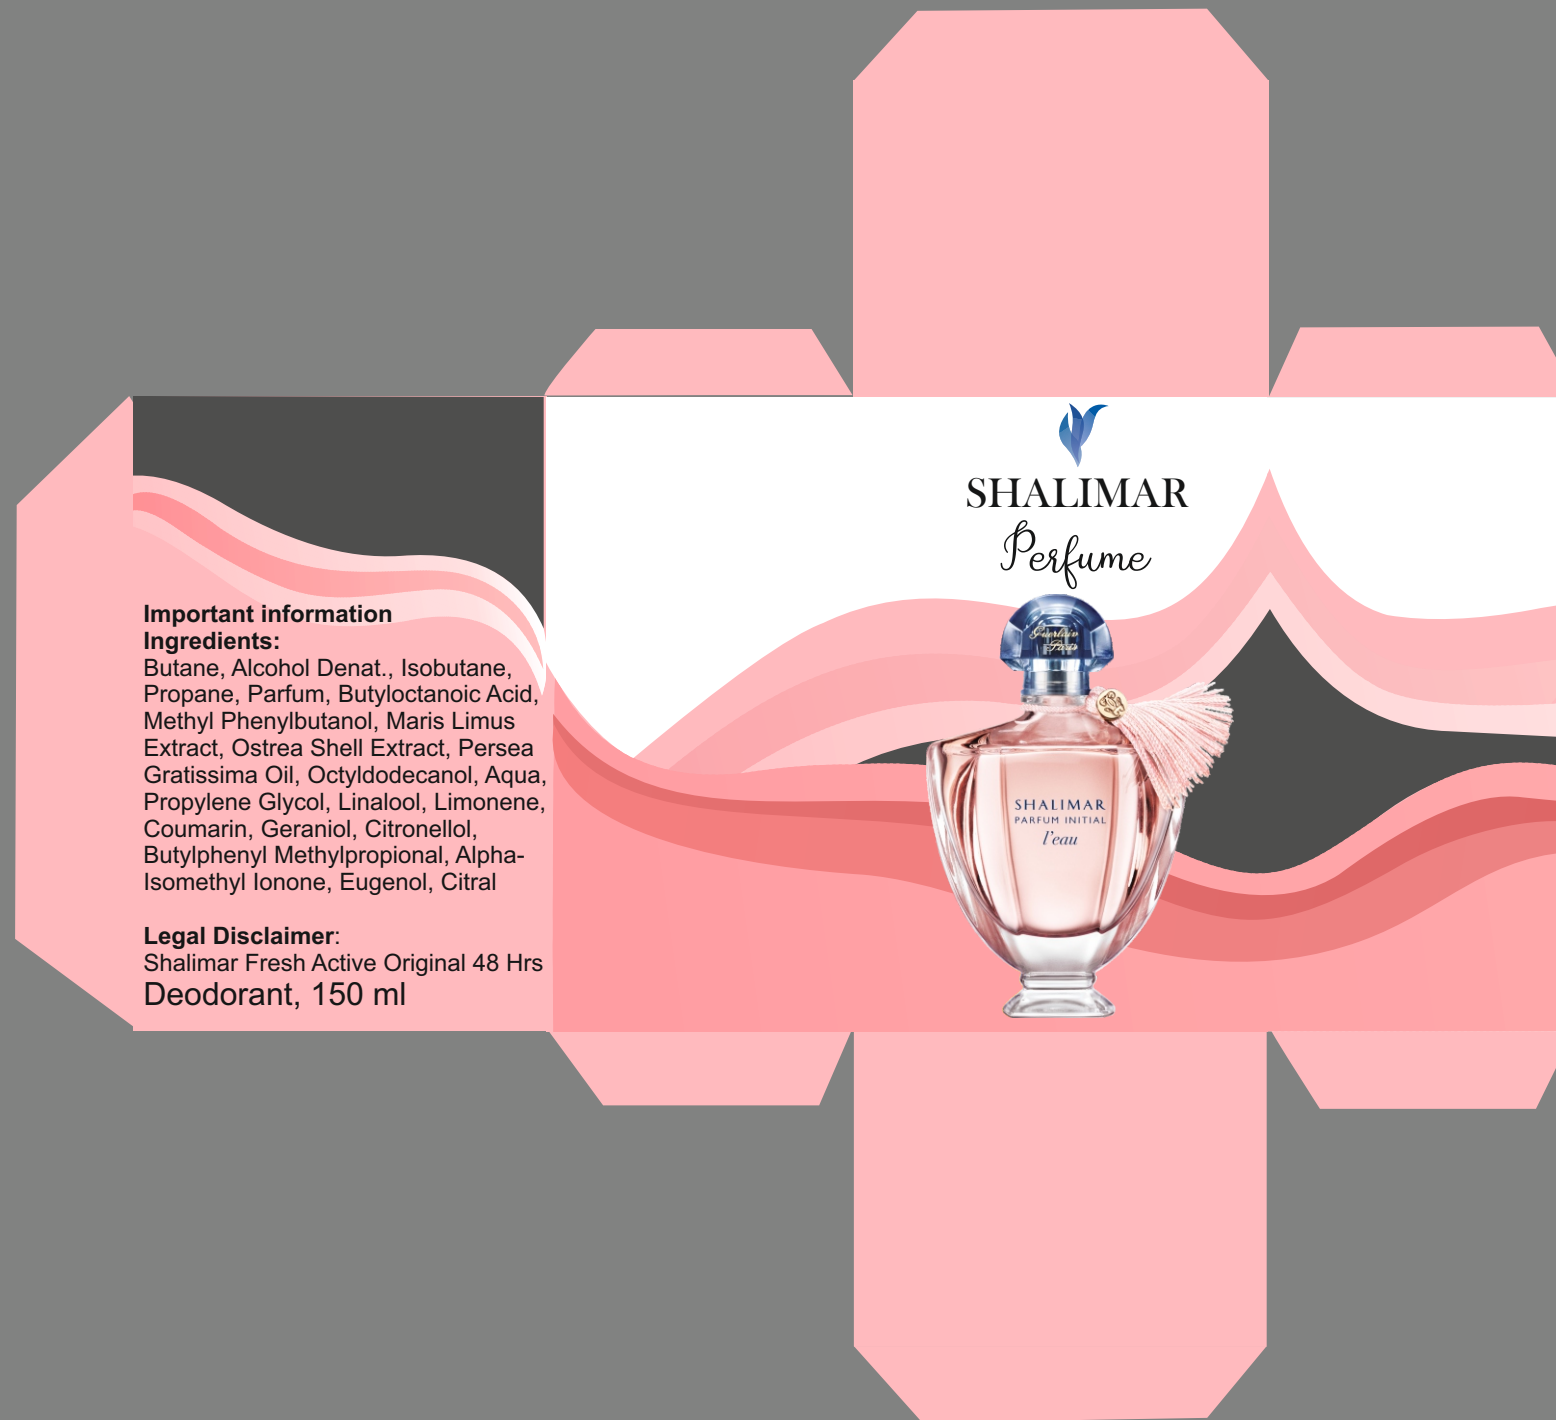 Important information
Ingredients:
Butane, Alcohol Denat., Isobutane,
Propane, Parfum, Butyloctanoic Acid,
Methyl Phenylbutanol, Maris Limus
Extract, Ostrea Shell Extract, Persea
Gratissima Oil, Octyldodecanol, Aqua,
Propylene Glycol, Linalool, Limonene,
Coumarin, Geraniol, Citronellol,
Butylphenyl Methylpropional, Alpha-
Isomethyl Ionone, Eugenol, Citral
Legal Disclaimer:
Shalimar Fresh Active Original 48 Hrs
Deodorant, 150 ml
SHALIMAR
Perfume
Guerlain
Paris
SHALIMAR
PARFUM INITIAL
l'eau